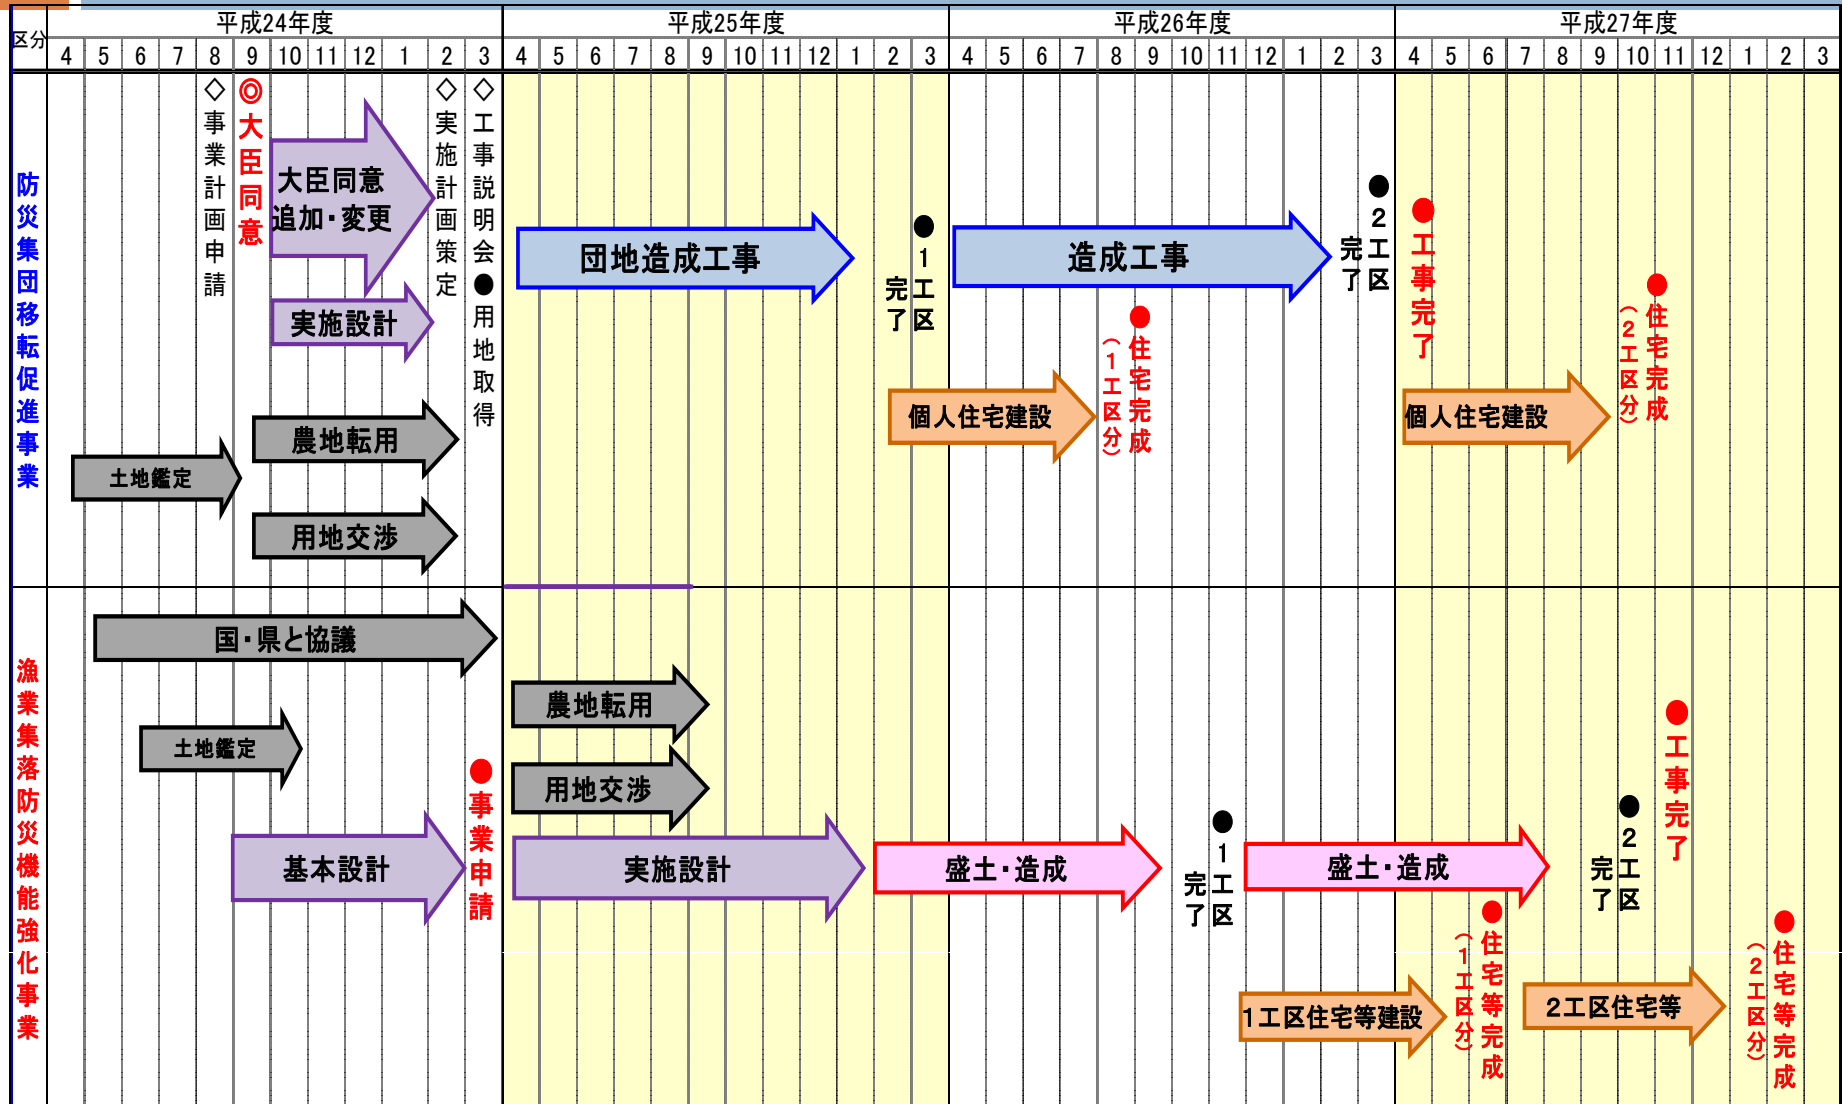 区分
平成24年度
平成25年度
平成26年度
平成27年度
4 5 6 7 8 9 10 11 12 1 2 3 4 5 6 7 8 9 10 11 12 1 2 3 4 5 6 7 8 9 10 11 12 1 2 3 4 5 6 7 8 9 10 11 12 1 2 3
防災集団移転促進事業
◇事業計画申請
◎大臣同意
大臣同意
追加・変更
実施設計
◇実施計画策定
◇工事説明会●用地取得
農地転用
土地鑑定
用地交渉
団地造成工事
●1工区
完了
造成工事
●2工区
完了
●工事完了
個人住宅建設
●住宅完成
(1工区分)
個人住宅建設
●住宅完成
(2工区分)
漁業集落防災機能強化事業
国・県と協議
土地鑑定
基本設計
●事業申請
農地転用
用地交渉
実施設計
盛土・造成
●1工区
完了
盛土・造成
●2工区
完了
●工事完了
1工区住宅等建設
●住宅等完成
(1工区分)
2工区住宅等
●住宅等完成
(2工区分)